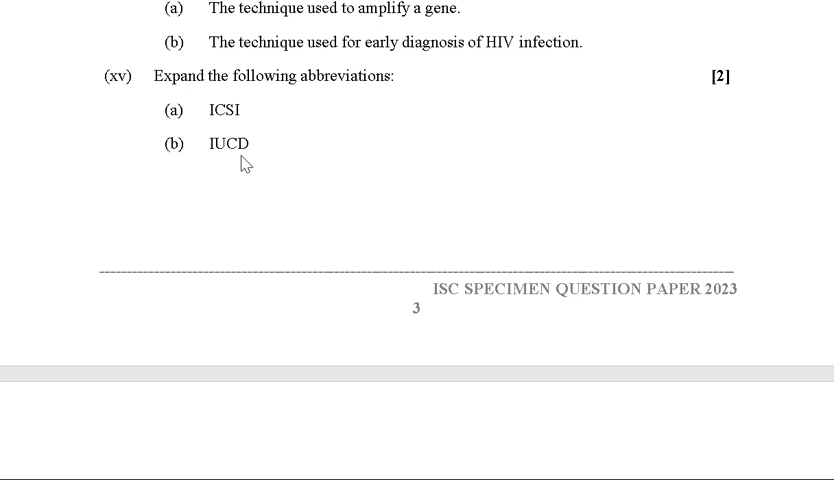 (a) The technique used to amplify a gene.
(b) The technique used for early diagnosis of HIV infection.
(xv) Expand the following abbreviations: [2]
(a) ICSI
(b) IUCD
ISC SPECIMEN QUESTION PAPER 2023
3